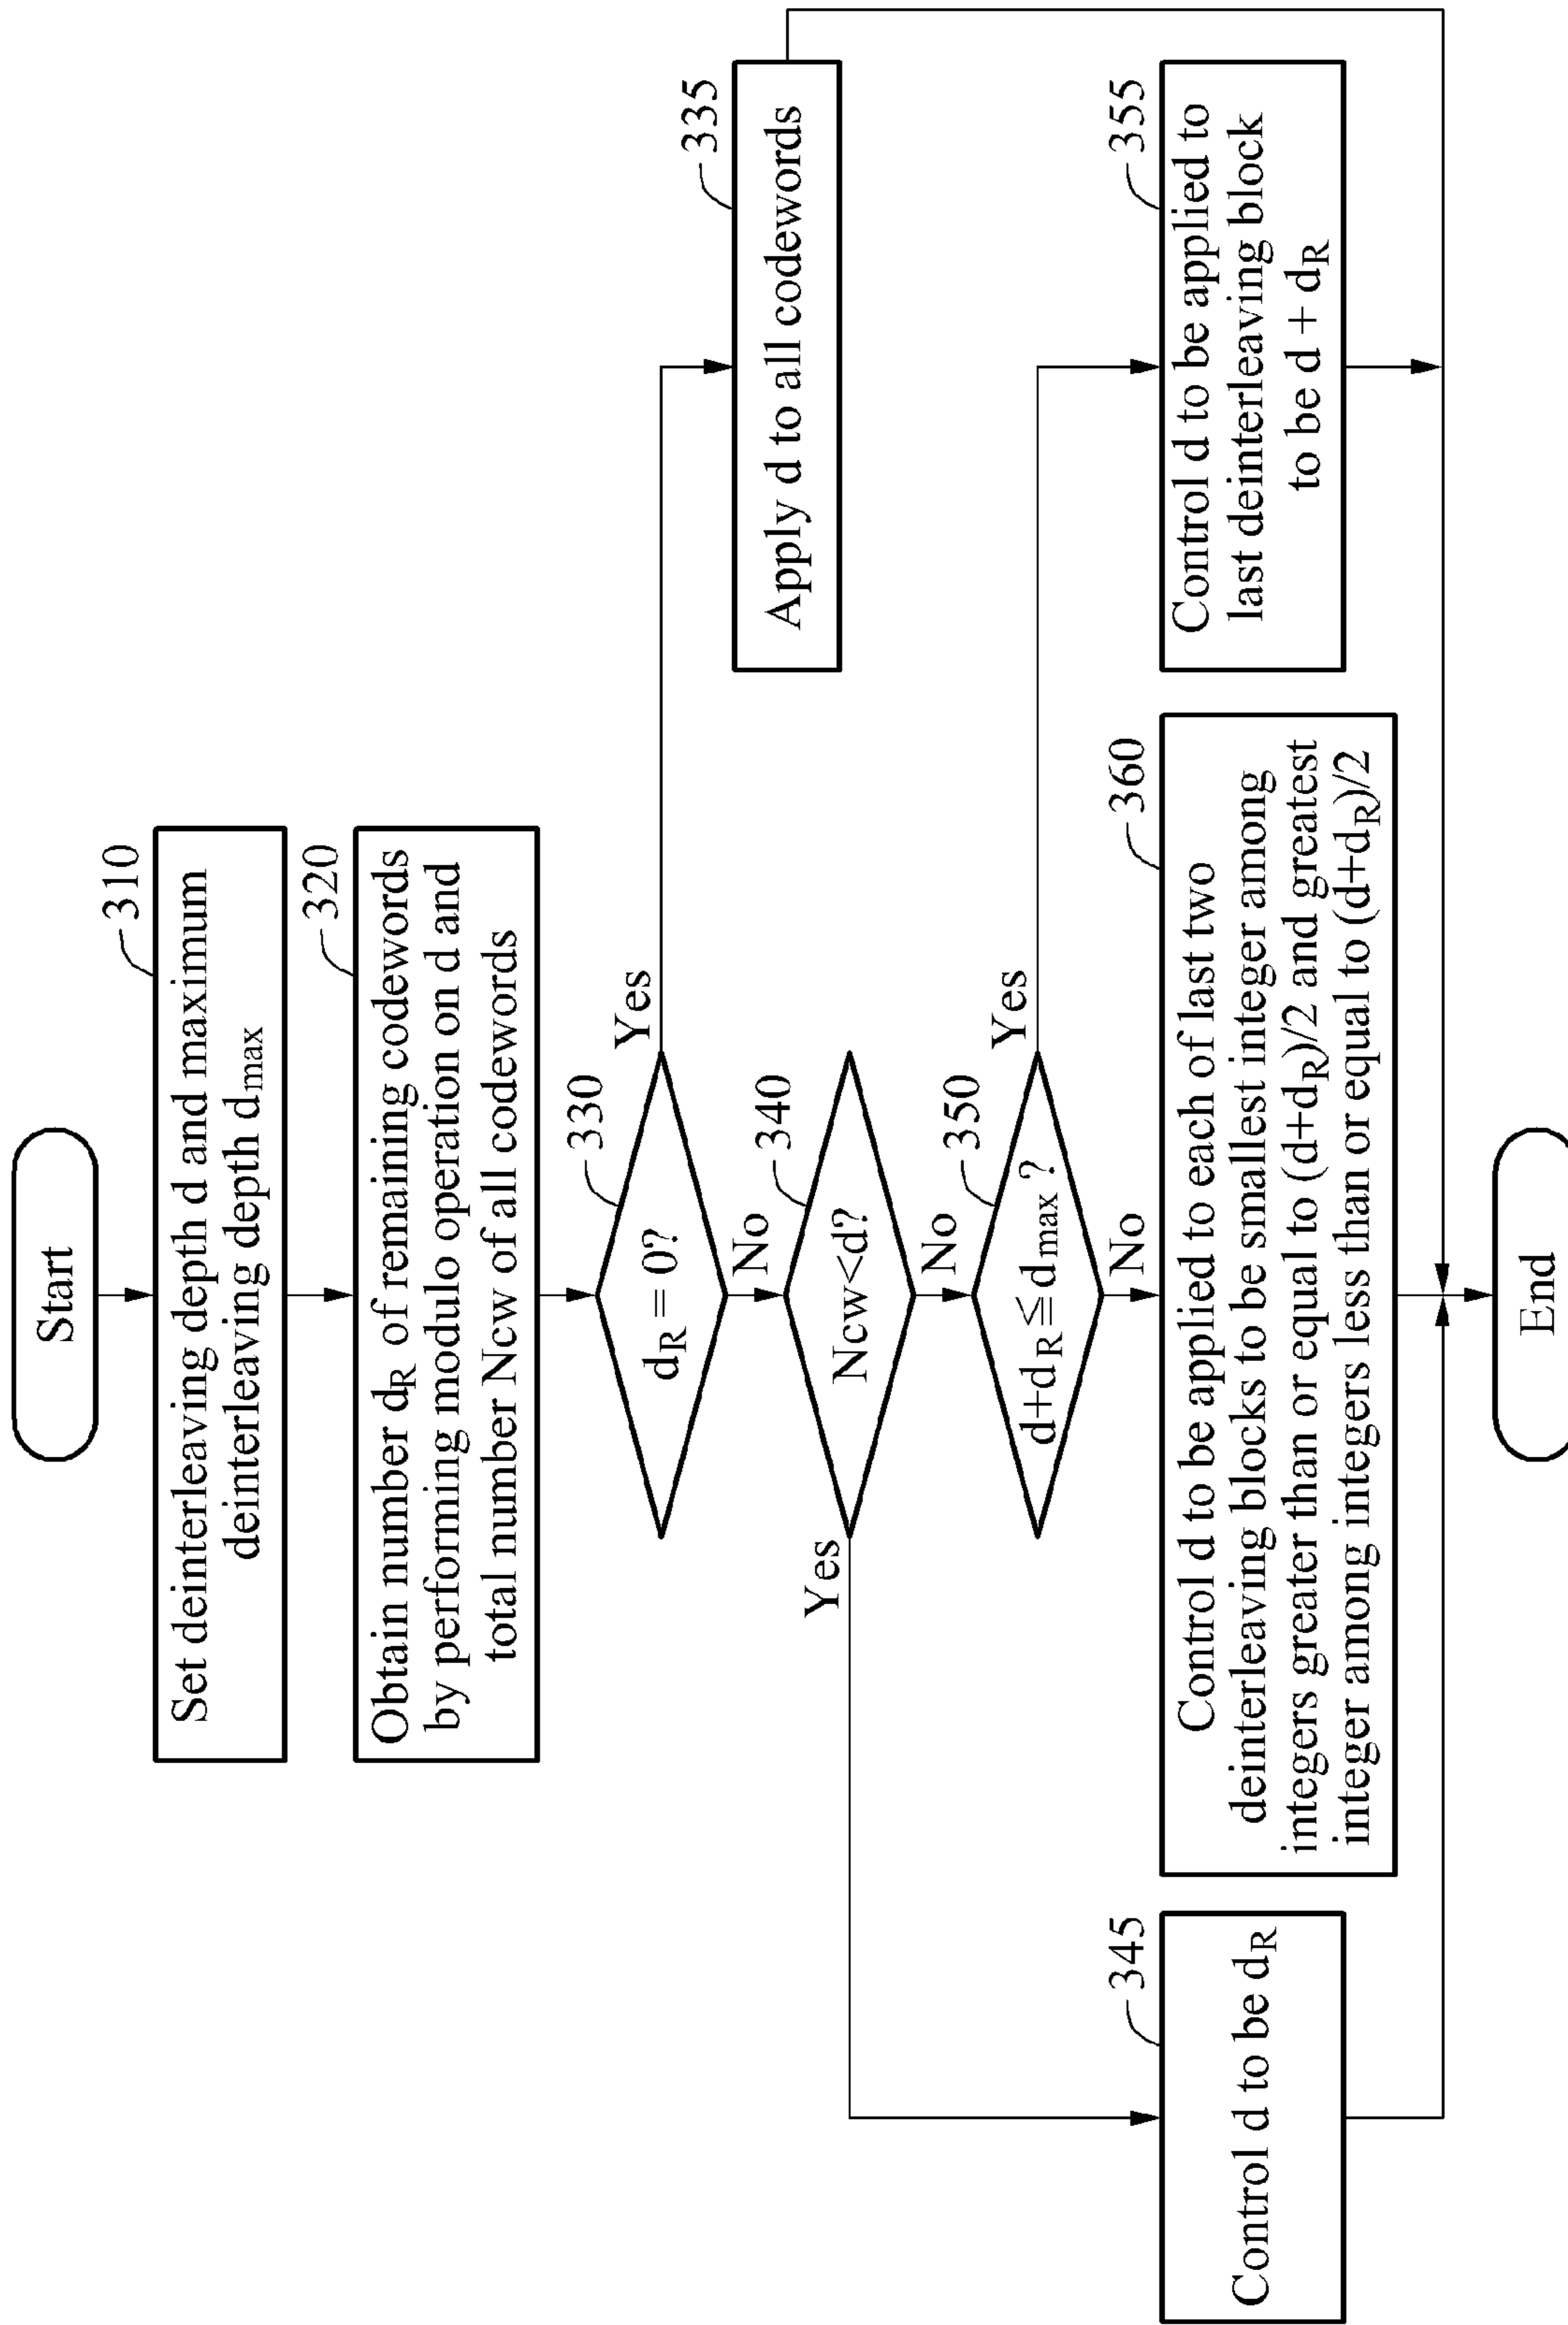 Start
310
Set deinterleaving depth d and maximum
deinterleaving depth dmax
320
Obtain number dR of remaining codewords
by performing modulo operation on d and
total number Ncw of all codewords
330
dR = 0?
Yes
No
335
Apply d to all codewords
340
Ncw<d?
Yes
No
345
Control d to be dR
350
d+dR≦dmax?
Yes
No
355
Control d to be applied to
last deinterleaving block
to be d + dR
360
Control d to be applied to each of last two
deinterleaving blocks to be smallest integer among
integers greater than or equal to (d+dR)/2 and greatest
integer among integers less than or equal to (d+dR)/2
End